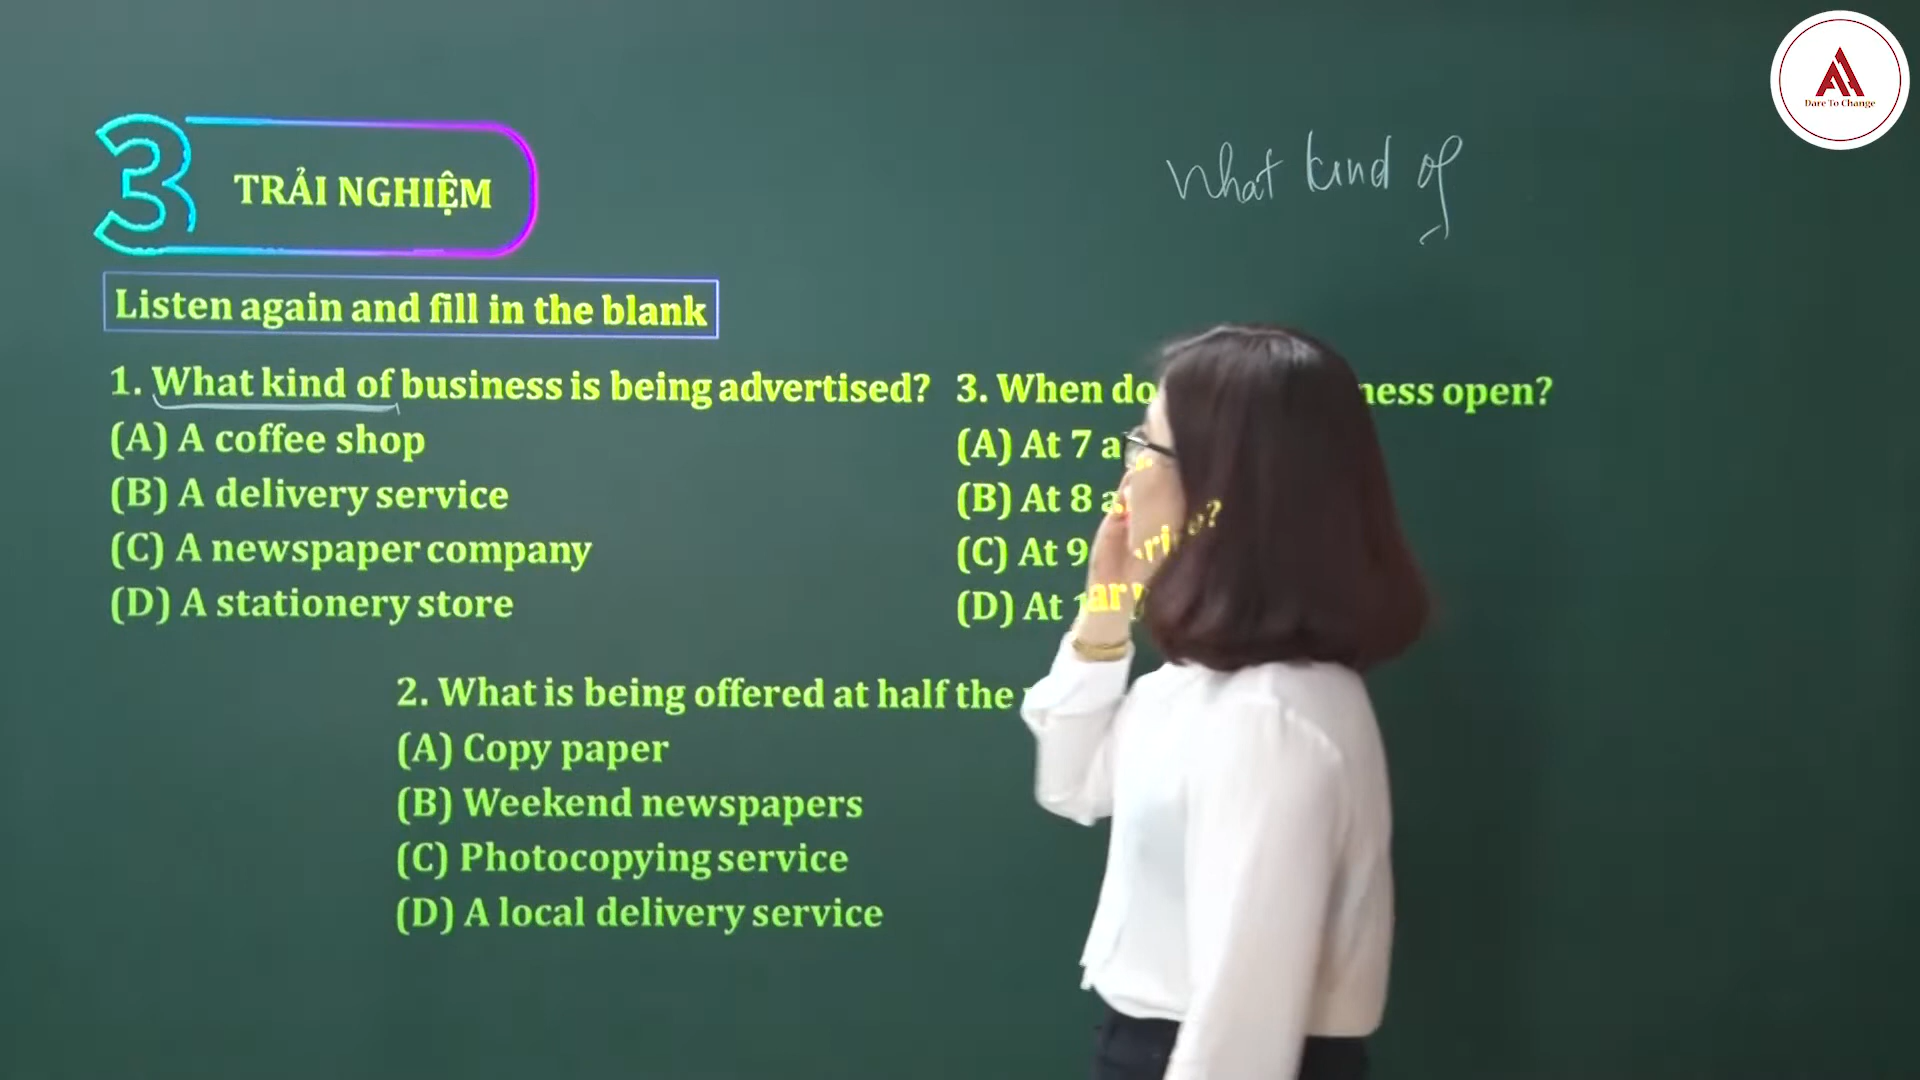 Dare To Change
what kind of
3
TRẢI NGHIỆM
Listen again and fill in the blank
1. What kind of business is being advertised?
(A) A coffee shop
(B) A delivery service
(C) A newspaper company
(D) A stationery store
3. When do ness open?
(A) At 7 a
(B) At 8 a
(C) At 9
(D) At 1
2. What is being offered at half the
(A) Copy paper
(B) Weekend newspapers
(C) Photocopying service
(D) A local delivery service